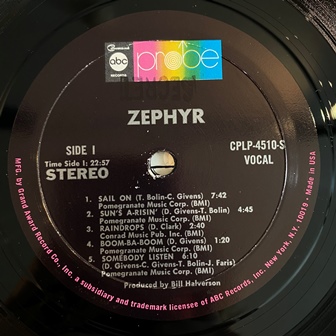 abc
RECORDS
probe
ZEPHYR
SIDE 1
CPLP-4510-S
Time Side 1: 22:57
VOCAL
STEREO
1. SAIL ON (T. Bolin-C. Givens) 7:42
Pomegranate Music Corp. (BMI)
2. SUN'S A-RISIN' (D. Givens-T. Bolin) 4:45
Pomegranate Music Corp. (BMI)
3. RAINDROPS (D. Clark) 2:40
Conrad Music Pub. Inc. (BMI)
4. BOOM-BA-BOOM (D. Givens) 1:20
Pomegranate Music Corp. (BMI)
5. SOMEBODY LISTEN 6:10
(D. Givens-C. Givens-T. Bolin-J. Faris)
Pomegranate Music Corp. (BMI)
Produced by Bill Halverson
MFG. by Grand Award Record Co., Inc. a subsidiary and trademark licensee of ABC Records, Inc. New York, N.Y. 10019 • Made in U.S.A.